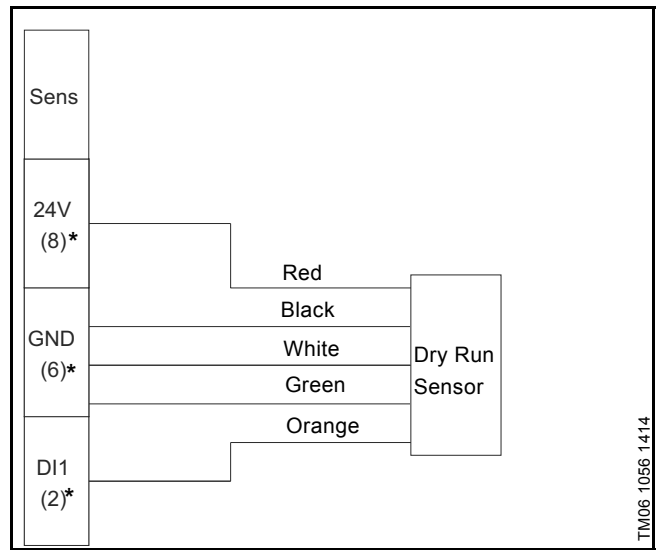 Sens
24V
(8)*
GND
(6)*
DI1
(2)*
Red
Black
White
Green
Orange
Dry Run
Sensor
TM06 1056 1414